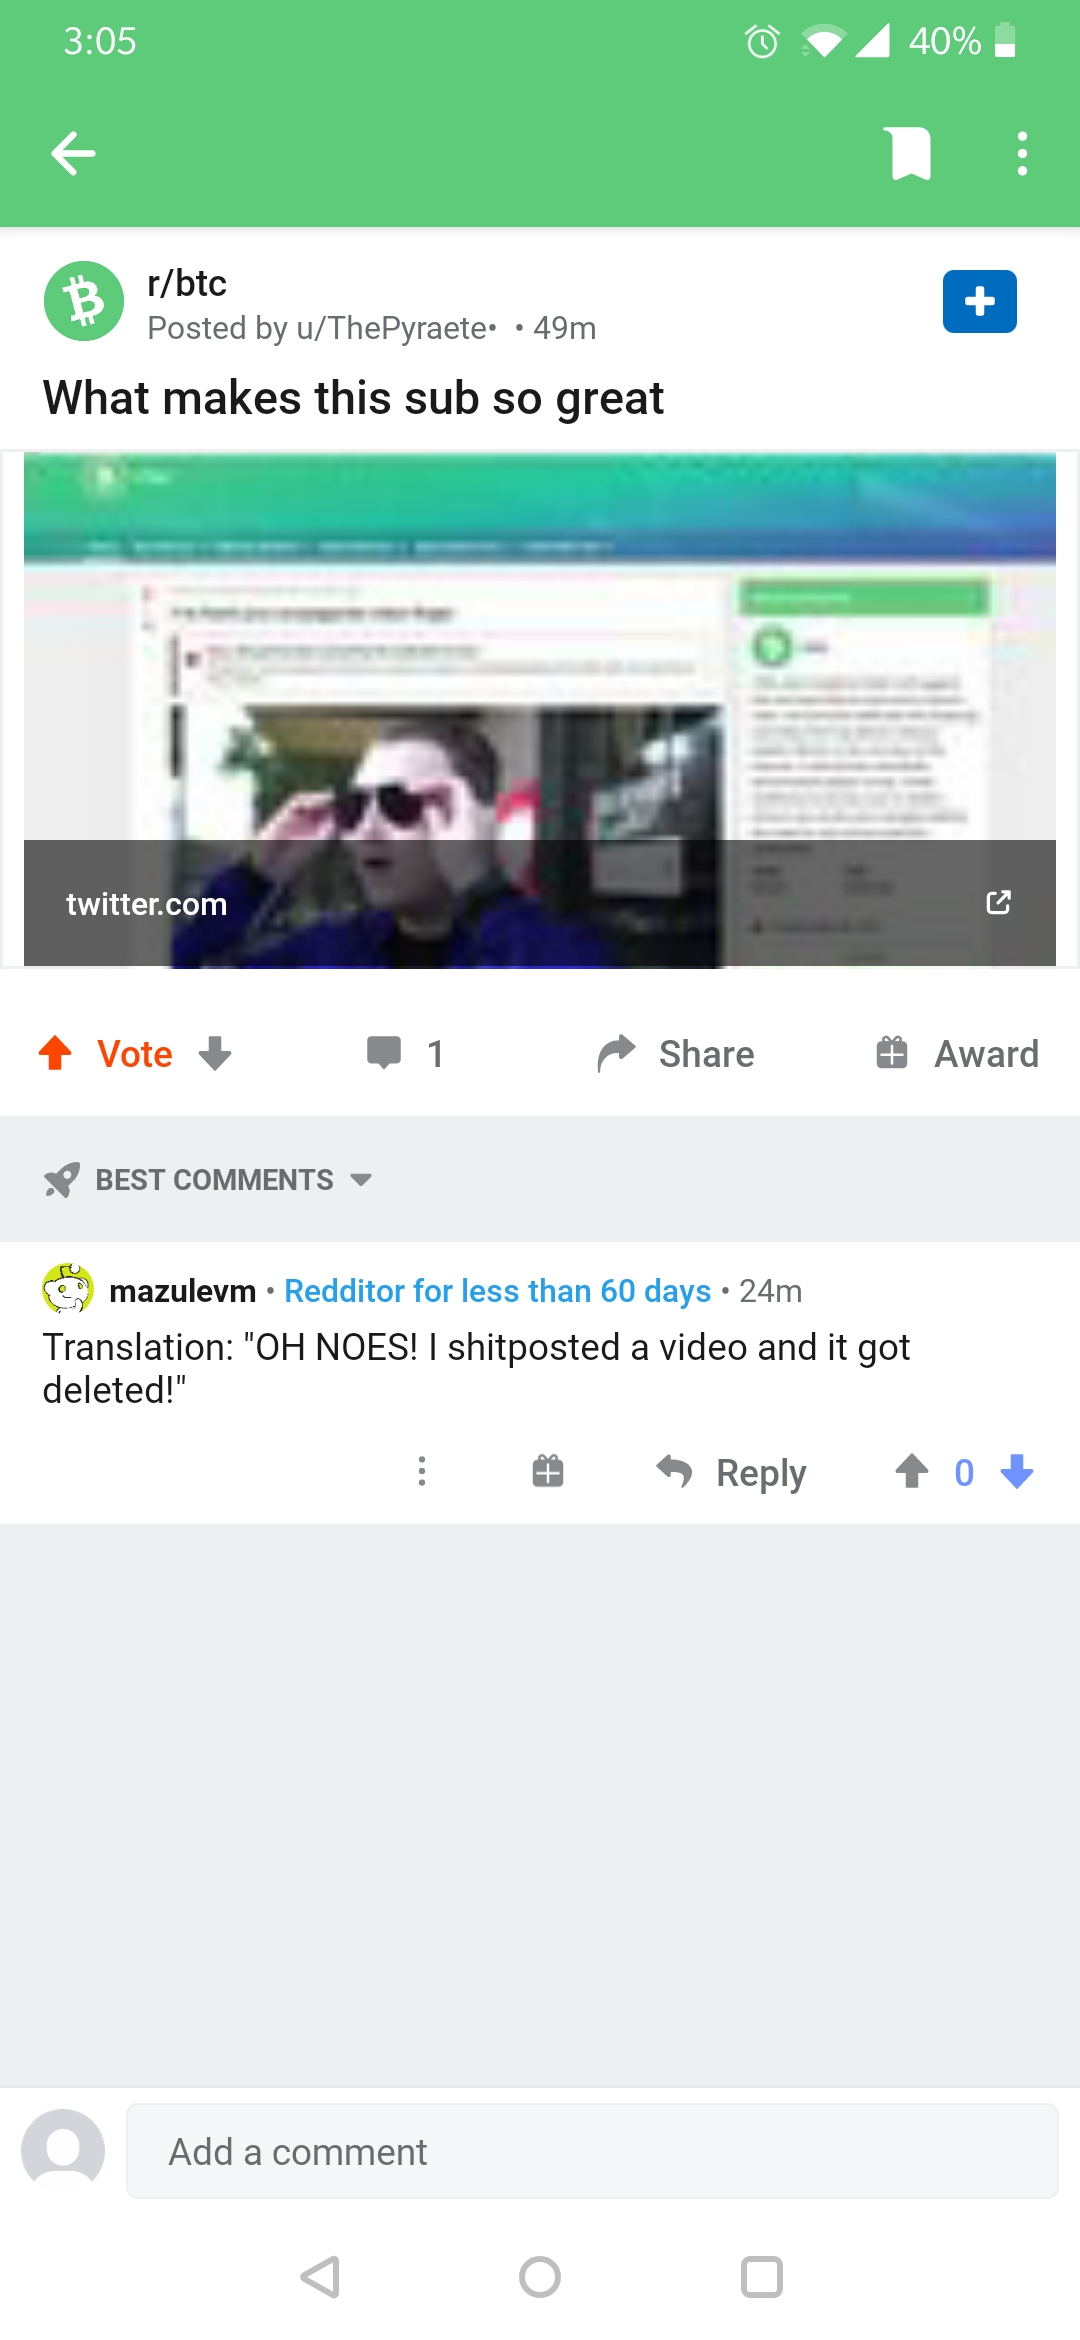 3:05
40%
r/btc
Posted by u/ThePyraete• • 49m
What makes this sub so great
twitter.com
Vote
1
Share
Award
BEST COMMENTS
mazulevm • Redditor for less than 60 days • 24m
Translation: "OH NOES! I shitposted a video and it got
deleted!"
Reply
0
Add a comment